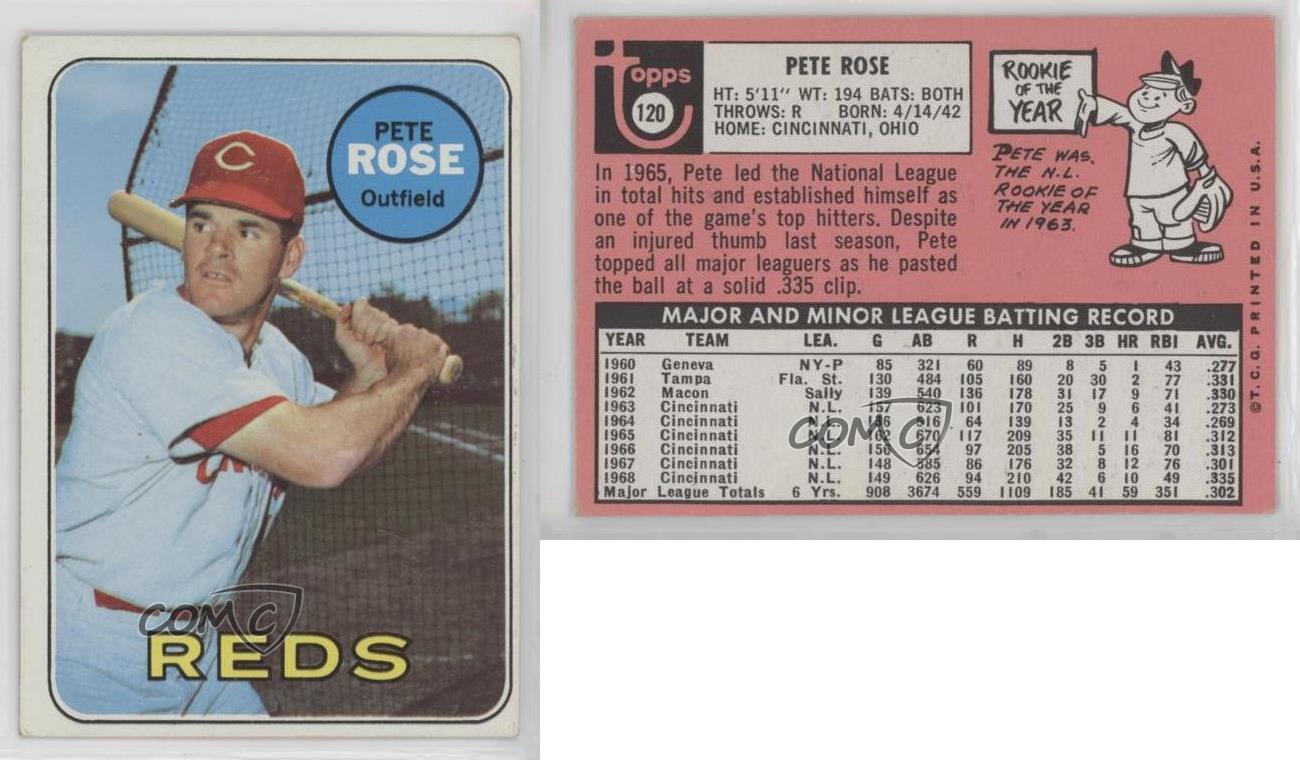 PETE
ROSE
Outfield
C
COMC
REDS
topps
120
PETE ROSE
HT: 5'11" WT: 194 BATS: BOTH
THROWS: R BORN: 4/14/42
HOME: CINCINNATI, OHIO
ROOKIE
OF THE
YEAR
PETE WAS
THE N.L.
ROOKIE OF
THE YEAR
IN 1963.
In 1965, Pete led the National League
in total hits and established himself as
one of the game's top hitters. Despite
an injured thumb last season, Pete
topped all major leaguers as he pasted
the ball at a solid .335 clip.
MAJOR AND MINOR LEAGUE BATTING RECORD
YEAR TEAM LEA. G AB R H 2B 3B HR RBI AVG.
1960 Geneva NY-P 85 321 60 89 8 5 1 43 .277
1961 Tampa Fla. St. 130 484 105 160 20 30 2 77 .331
1962 Macon Sally 139 540 136 178 31 17 9 71 .330
1963 Cincinnati N.L. 157 623 101 170 25 9 6 41 .273
1964 Cincinnati N.L. 516 64 139 13 2 4 34 .269
1965 Cincinnati N.L. 162 670 117 209 35 11 11 81 .312
1966 Cincinnati N.L. 156 654 97 205 38 5 16 70 .313
1967 Cincinnati N.L. 148 585 86 176 32 8 12 76 .301
1968 Cincinnati N.L. 149 626 94 210 42 6 10 49 .335
Major League Totals 6 Yrs. 908 3674 559 1109 185 41 59 351 .302
COMC
©T.C.G. PRINTED IN U.S.A.